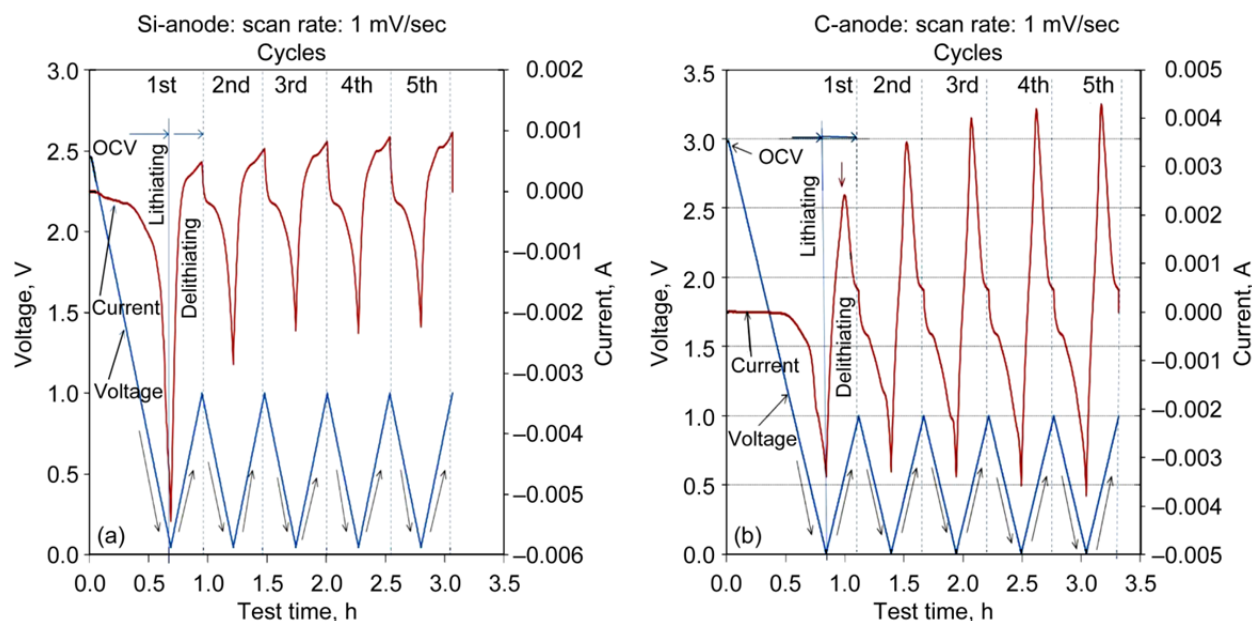 Si-anode: scan rate: 1 mV/sec
Cycles
3.0
2.5
2.0
1.5
1.0
0.5
0.0
Voltage, V
1st
2nd
3rd
4th
5th
OCV
Lithiating
Delithiating
Current
Voltage
(a)
0.002
0.001
0.000
−0.001
−0.002
−0.003
−0.004
−0.005
−0.006
Current, A
0.0 0.5 1.0 1.5 2.0 2.5 3.0 3.5
Test time, h
C-anode: scan rate: 1 mV/sec
Cycles
3.5
3.0
2.5
2.0
1.5
1.0
0.5
0.0
Voltage, V
1st
2nd
3rd
4th
5th
OCV
Lithiating
Delithiating
Current
Voltage
(b)
0.005
0.004
0.003
0.002
0.001
0.000
−0.001
−0.002
−0.003
−0.004
−0.005
Current, A
0.0 0.5 1.0 1.5 2.0 2.5 3.0 3.5
Test time, h